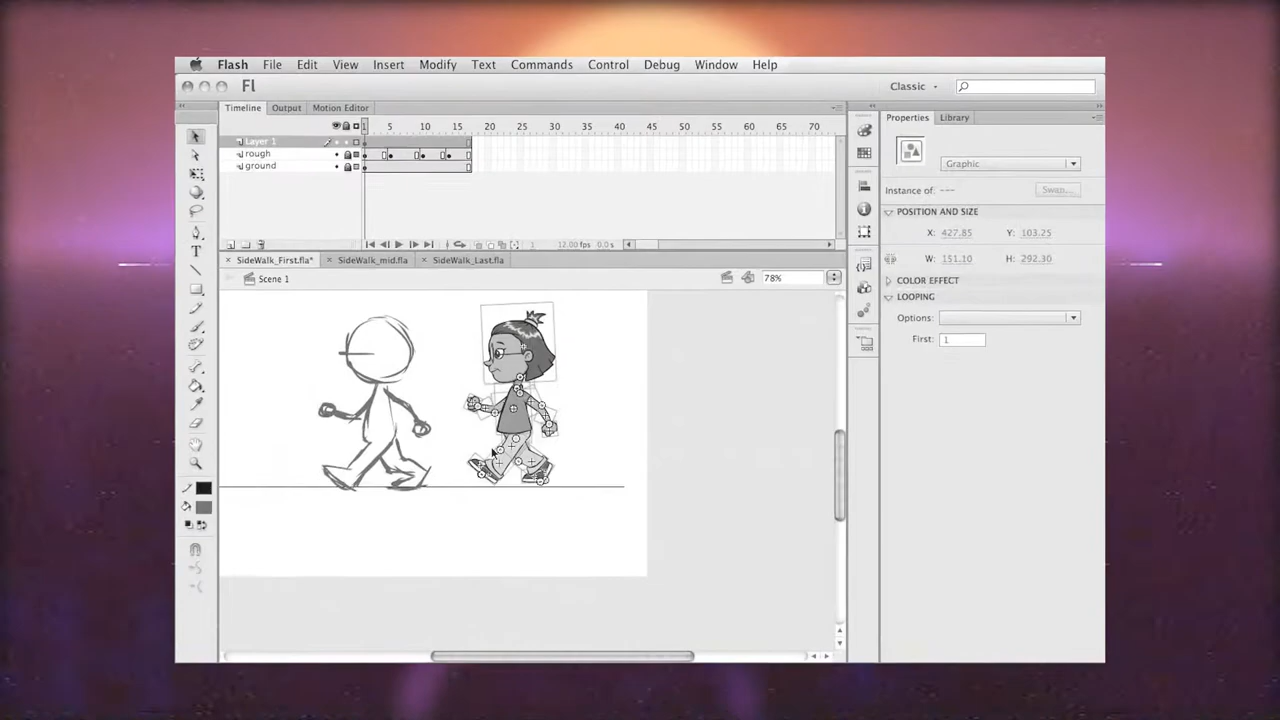 Flash File Edit View Insert Modify Text Commands Control Debug Window Help
Fl Classic
Timeline Output Motion Editor
5 10 15 20 25 30 35 40 45 50 55 60 65 70
Layer 1
rough
ground
1 12.00 fps 0.0 s
SideWalk_First.fla* SideWalk_mid.fla SideWalk_Last.fla
Scene 1 78%
Properties Library
Graphic
Instance of: --- Swap...
POSITION AND SIZE
X: 427.85 Y: 103.25
W: 151.10 H: 292.30
COLOR EFFECT
LOOPING
Options:
First: 1